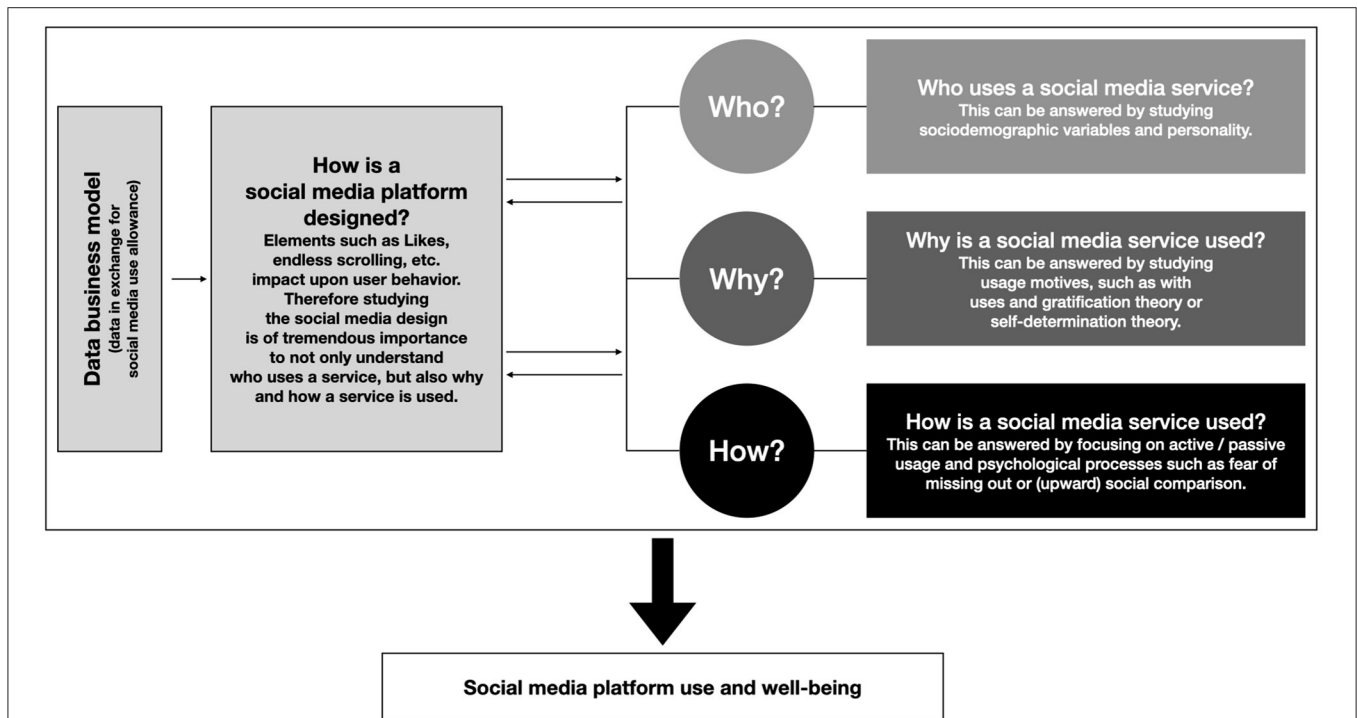 Data business model
(data in exchange for
social media use allowance)
How is a
social media platform
designed?
Elements such as Likes,
endless scrolling, etc.
impact upon user behavior.
Therefore studying
the social media design
is of tremendous importance
to not only understand
who uses a service, but also why
and how a service is used.
Who?
Who uses a social media service?
This can be answered by studying
sociodemographic variables and personality.
Why?
Why is a social media service used?
This can be answered by studying
usage motives, such as with
uses and gratification theory or
self-determination theory.
How?
How is a social media service used?
This can be answered by focusing on active / passive
usage and psychological processes such as fear of
missing out or (upward) social comparison.
Social media platform use and well-being